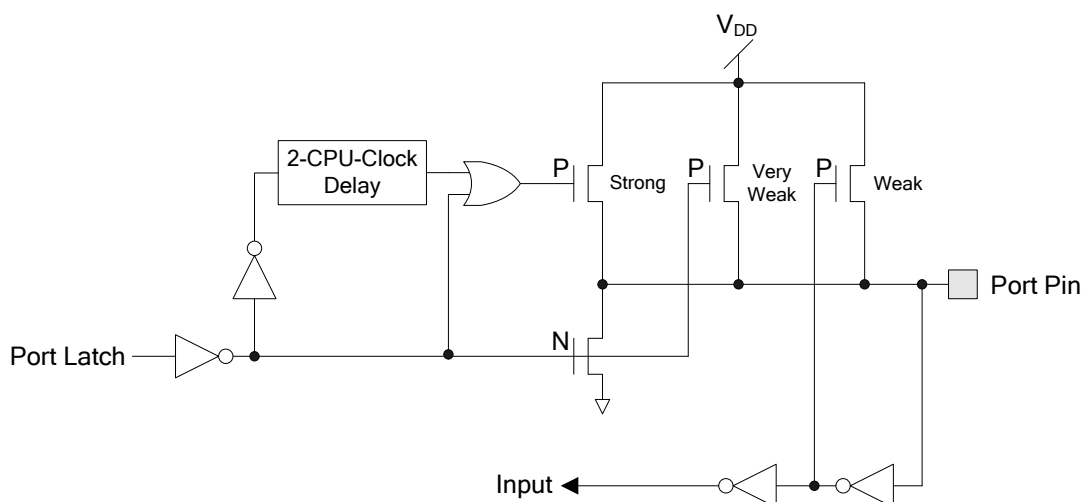 VDD
2-CPU-Clock
Delay
P
Strong
P
Very
Weak
P
Weak
Port Pin
Port Latch
N
Input